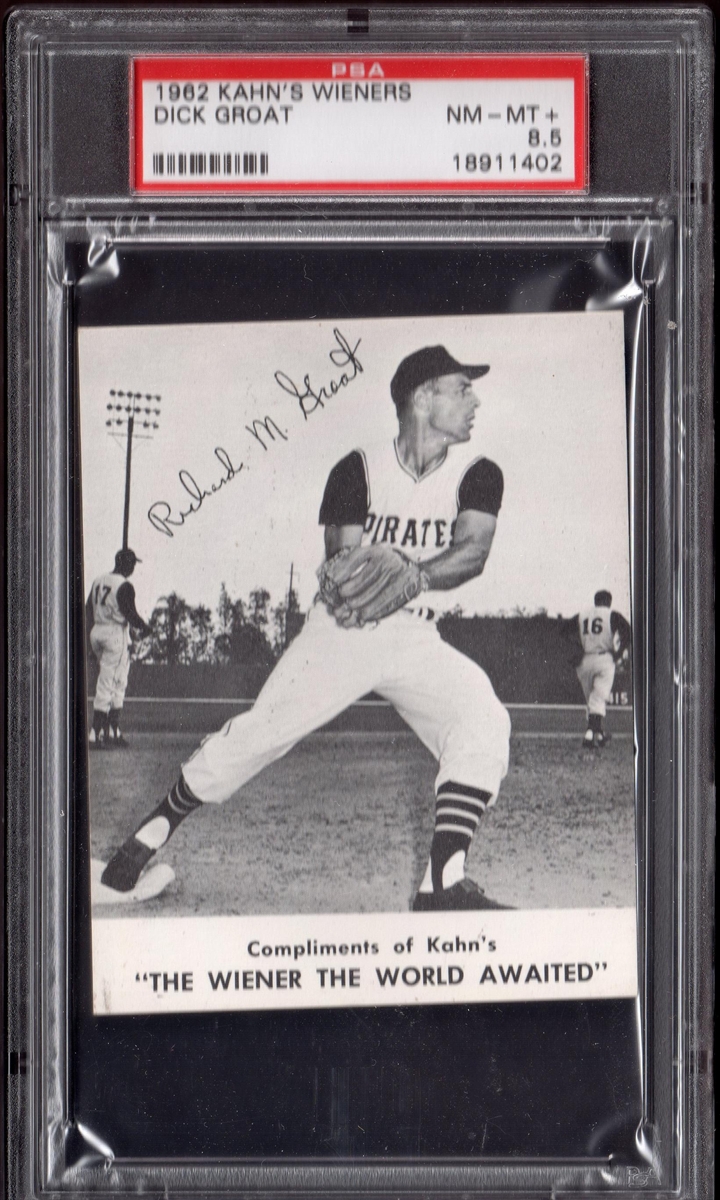 PSA
1962 KAHN'S WIENERS
DICK GROAT NM - MT +
8.5
18911402
Richard M. Groat
PIRATES
17
16
Compliments of Kahn's
"THE WIENER THE WORLD AWAITED"